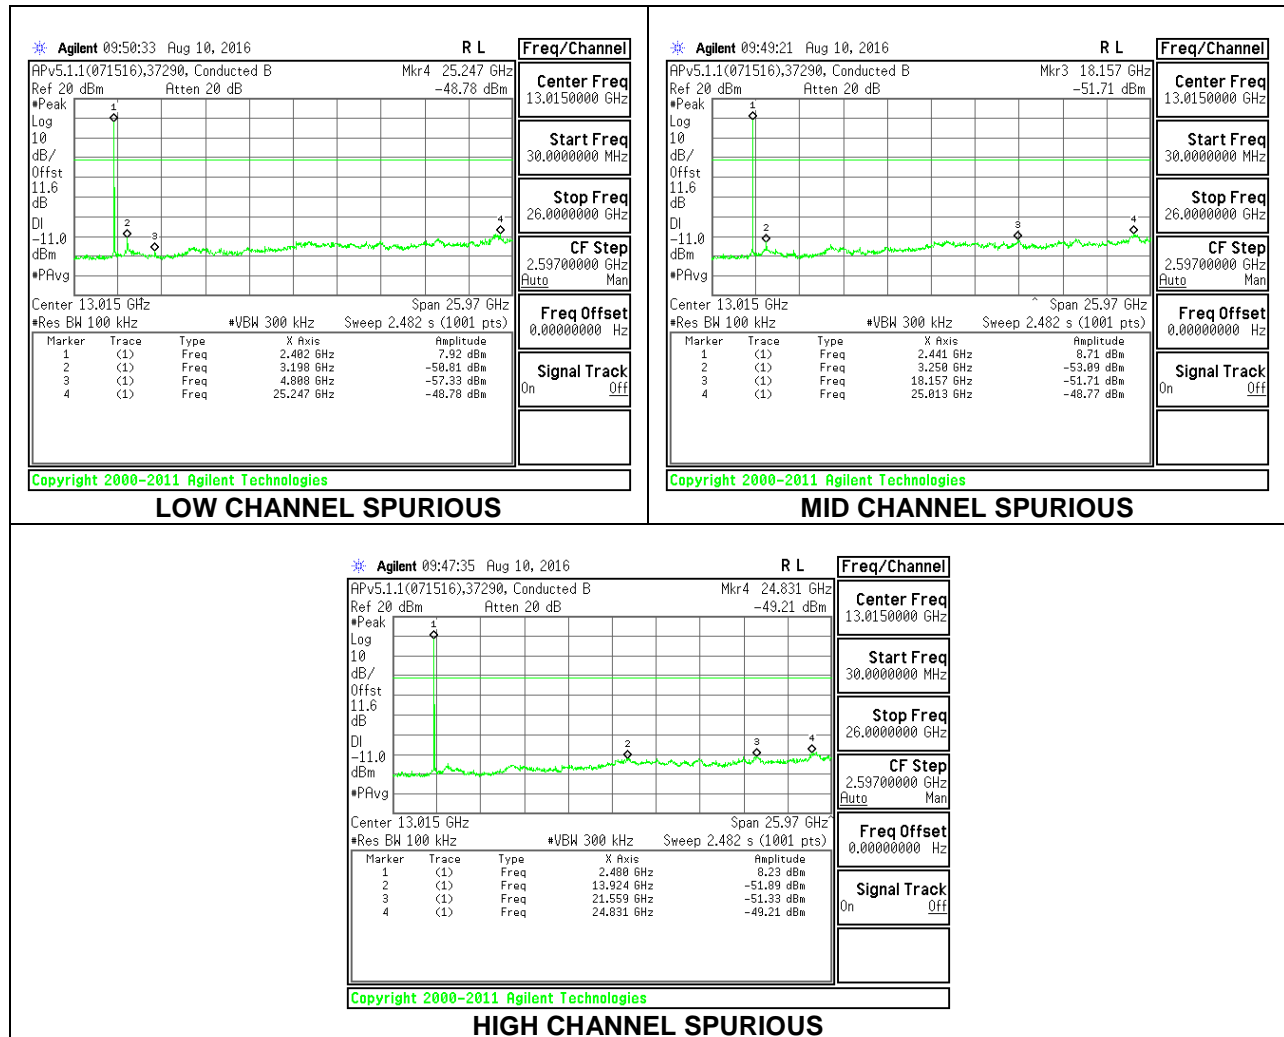 Agilent 09:50:33 Aug 10, 2016 R L Freq/Channel
APv5.1.1(071516),37290, Conducted B Mkr4 25.247 GHz
Ref 20 dBm Atten 20 dB -48.78 dBm
#Peak
Log
10
dB/
Offst
11.6
dB
DI
-11.0
dBm
#PAvg
1
2
3
4
Center 13.015 GHz Span 25.97 GHz
#Res BW 100 kHz #VBW 300 kHz Sweep 2.482 s (1001 pts)
Marker Trace Type X Axis Amplitude
1 (1) Freq 2.402 GHz 7.92 dBm
2 (1) Freq 3.198 GHz -50.81 dBm
3 (1) Freq 4.808 GHz -57.33 dBm
4 (1) Freq 25.247 GHz -48.78 dBm
Center Freq
13.0150000 GHz
Start Freq
30.0000000 MHz
Stop Freq
26.0000000 GHz
CF Step
2.59700000 GHz
Auto Man
Freq Offset
0.00000000 Hz
Signal Track
On Off
Copyright 2000-2011 Agilent Technologies
LOW CHANNEL SPURIOUS
Agilent 09:49:21 Aug 10, 2016 R L Freq/Channel
APv5.1.1(071516),37290, Conducted B Mkr3 18.157 GHz
Ref 20 dBm Atten 20 dB -51.71 dBm
#Peak
Log
10
dB/
Offst
11.6
dB
DI
-11.0
dBm
#PAvg
1
2
3
4
Center 13.015 GHz ^ Span 25.97 GHz
#Res BW 100 kHz #VBW 300 kHz Sweep 2.482 s (1001 pts)
Marker Trace Type X Axis Amplitude
1 (1) Freq 2.441 GHz 8.71 dBm
2 (1) Freq 3.250 GHz -53.09 dBm
3 (1) Freq 18.157 GHz -51.71 dBm
4 (1) Freq 25.013 GHz -48.77 dBm
Center Freq
13.0150000 GHz
Start Freq
30.0000000 MHz
Stop Freq
26.0000000 GHz
CF Step
2.59700000 GHz
Auto Man
Freq Offset
0.00000000 Hz
Signal Track
On Off
Copyright 2000-2011 Agilent Technologies
MID CHANNEL SPURIOUS
Agilent 09:47:35 Aug 10, 2016 R L Freq/Channel
APv5.1.1(071516),37290, Conducted B Mkr4 24.831 GHz
Ref 20 dBm Atten 20 dB -49.21 dBm
#Peak
Log
10
dB/
Offst
11.6
dB
DI
-11.0
dBm
#PAvg
1
2
3
4
Center 13.015 GHz Span 25.97 GHz^
#Res BW 100 kHz #VBW 300 kHz Sweep 2.482 s (1001 pts)
Marker Trace Type X Axis Amplitude
1 (1) Freq 2.480 GHz 8.23 dBm
2 (1) Freq 13.924 GHz -51.89 dBm
3 (1) Freq 21.559 GHz -51.33 dBm
4 (1) Freq 24.831 GHz -49.21 dBm
Center Freq
13.0150000 GHz
Start Freq
30.0000000 MHz
Stop Freq
26.0000000 GHz
CF Step
2.59700000 GHz
Auto Man
Freq Offset
0.00000000 Hz
Signal Track
On Off
Copyright 2000-2011 Agilent Technologies
HIGH CHANNEL SPURIOUS